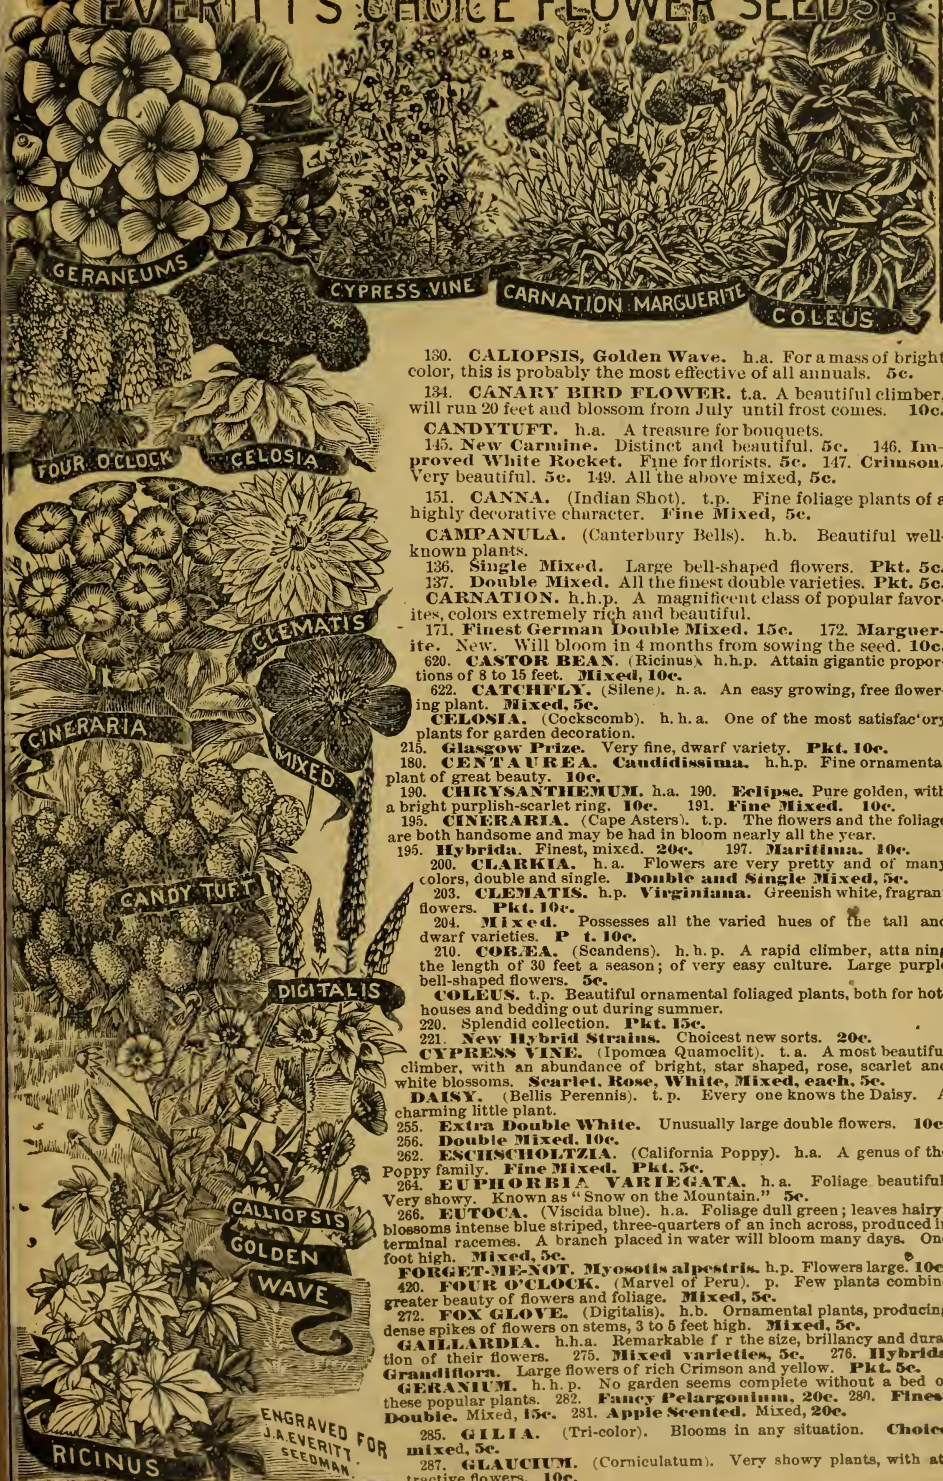 EVERITT'S CHOICE FLOWER SEEDS.
GERANEUMS
CYPRESS VINE
CARNATION MARGUERITE
COLEUS
FOUR O'CLOCK
CELOSIA
CLEMATIS
CINERARIA
MIXED
CANDY TUFT
DIGITALIS
CALLIOPSIS
GOLDEN
WAVE
RICINUS
ENGRAVED FOR
J.A. EVERITT.
SEEDMAN.
130. CALIOPSIS, Golden Wave. h.a. For a mass of bright
color, this is probably the most effective of all annuals. 5c.
134. CANARY BIRD FLOWER. t.a. A beautiful climber,
will run 20 feet and blossom from July until frost comes. 10c.
CANDYTUFT. h.a. A treasure for bouquets.
145. New Carmine. Distinct and beautiful. 5c. 146. Im-
proved White Rocket. Fine for florists. 5c. 147. Crimson.
Very beautiful. 5c. 149. All the above mixed, 5c.
151. CANNA. (Indian Shot). t.p. Fine foliage plants of a
highly decorative character. Fine Mixed, 5c.
CAMPANULA. (Canterbury Bells). h.b. Beautiful well-
known plants.
136. Single Mixed. Large bell-shaped flowers. Pkt. 5c.
137. Double Mixed. All the finest double varieties. Pkt. 5c.
CARNATION. h.h.p. A magnificent class of popular favor-
ites, colors extremely rich and beautiful.
171. Finest German Double Mixed. 15c. 172. Marguer-
ite. New. Will bloom in 4 months from sowing the seed. 10c.
620. CASTOR BEAN. (Ricinus). h.h.p. Attain gigantic propor-
tions of 8 to 15 feet. Mixed, 10c.
622. CATCHFLY. (Silene). h.a. An easy growing, free flower-
ing plant. Mixed, 5c.
CELOSIA. (Cockscomb). h.h.a. One of the most satisfac'ory
plants for garden decoration.
215. Glasgow Prize. Very fine, dwarf variety. Pkt. 10c.
180. CENTAUREA. Candidissima. h.h.p. Fine ornamenta
plant of great beauty. 10c.
190. CHRYSANTHEMUM. h.a. 190. Eclipse. Pure golden, with
a bright purplish-scarlet ring. 10c. 191. Fine Mixed. 10c.
195. CINERARIA. (Cape Asters). t.p. The flowers and the foliage
are both handsome and may be had in bloom nearly all the year.
195. Hybrida. Finest, mixed. 20c. 197. Maritima. 10c.
200. CLARKIA. h.a. Flowers are very pretty and of many
colors, double and single. Double and Single Mixed, 5c.
203. CLEMATIS. h.p. Virginiana. Greenish white, fragran
flowers. Pkt. 10c.
204. Mixed. Possesses all the varied hues of the tall and
dwarf varieties. P t. 10c.
210. COBÆA. (Scandens). h.h.p. A rapid climber, atta ning
the length of 30 feet a season; of very easy culture. Large purple
bell-shaped flowers. 5c.
COLEUS. t.p. Beautiful ornamental foliaged plants, both for hot-
houses and bedding out during summer.
220. Splendid collection. Pkt. 15c.
221. New Hybrid Strains. Choicest new sorts. 20c.
CYPRESS VINE. (Ipomœa Quamoclit). t.a. A most beautifu
climber, with an abundance of bright, star shaped, rose, scarlet and
white blossoms. Scarlet, Rose, White, Mixed, each, 5c.
DAISY. (Bellis Perennis). t.p. Every one knows the Daisy. A
charming little plant.
255. Extra Double White. Unusually large double flowers. 10c
256. Double Mixed. 10c.
262. ESCHSCHOLTZIA. (California Poppy). h.a. A genus of the
Poppy family. Fine Mixed. Pkt. 5c.
264. EUPHORBIA VARIEGATA. h.a. Foliage beautiful
Very showy. Known as "Snow on the Mountain." 5c.
266. EUTOCA. (Viscida blue). h.a. Foliage dull green; leaves hairy
blossoms intense blue striped, three-quarters of an inch across, produced in
terminal racemes. A branch placed in water will bloom many days. One
foot high. Mixed, 5c.
FORGET-ME-NOT. Myosotis alpestris. h.p. Flowers large. 10c
420. FOUR O'CLOCK. (Marvel of Peru). p. Few plants combine
greater beauty of flowers and foliage. Mixed, 5c.
272. FOX GLOVE. (Digitalis). h.b. Ornamental plants, producing
dense spikes of flowers on stems, 3 to 5 feet high. Mixed, 5c.
GAILLARDIA. h.h.a. Remarkable f r the size, brillancy and dura
tion of their flowers. 275. Mixed varieties, 5c. 276. Hybrida
Grandiflora. Large flowers of rich Crimson and yellow. Pkt. 5c.
GERANIUM. h.h.p. No garden seems complete without a bed o
these popular plants. 282. Fancy Pelargonium, 20c. 280. Fines
Double. Mixed, 15c. 281. Apple Scented. Mixed, 20c.
285. GILIA. (Tri-color). Blooms in any situation. Choice
mixed, 5c.
287. GLAUCIUM. (Corniculatum). Very showy plants, with at
tractive flowers. 10c.